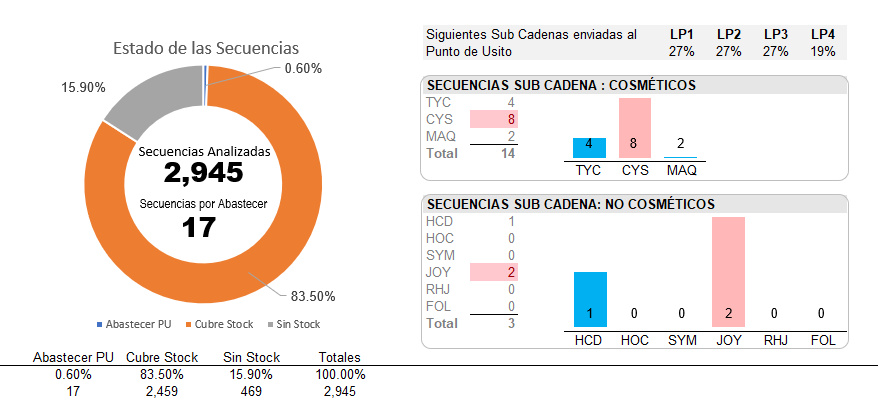 Estado de las Secuencias
0.60%
15.90%
Secuencias Analizadas
2,945
Secuencias por Abastecer
17
83.50%
Abastecer PU Cubre Stock Sin Stock
Abastecer PU Cubre Stock Sin Stock Totales
0.60% 83.50% 15.90% 100.00%
17 2,459 469 2,945
Siguientes Sub Cadenas enviadas al LP1 LP2 LP3 LP4
Punto de Usito 27% 27% 27% 19%
SECUENCIAS SUB CADENA : COSMÉTICOS
TYC 4
CYS 8
MAQ 2
Total 14
4 8 2
TYC CYS MAQ
SECUENCIAS SUB CADENA: NO COSMÉTICOS
HCD 1
HOC 0
SYM 0
JOY 2
RHJ 0
FOL 0
Total 3
1 0 0 2 0 0
HCD HOC SYM JOY RHJ FOL